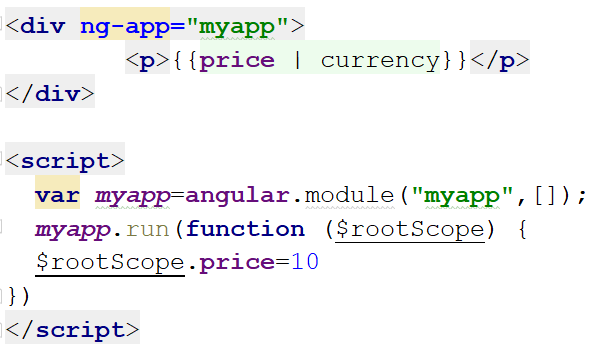 <div ng-app="myapp">
<p>{{price | currency}}</p>
</div>
<script>
var myapp=angular.module("myapp",[]);
myapp.run(function ($rootScope) {
$rootScope.price=10
})
</script>